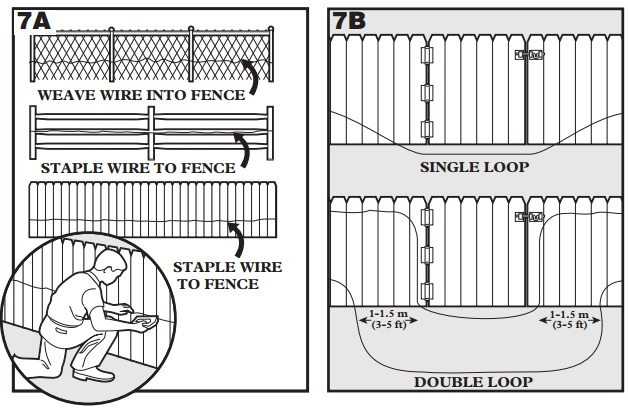 7A
WEAVE WIRE INTO FENCE
STAPLE WIRE TO FENCE
STAPLE WIRE
TO FENCE
7B
SINGLE LOOP
1-1.5 m
(3-5 ft)
1-1.5 m
(3-5 ft)
DOUBLE LOOP